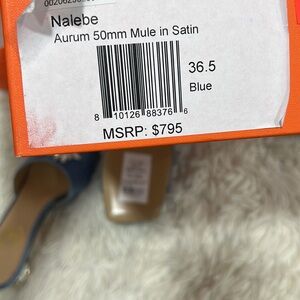 Nalebe
Aurum 50mm Mule in Satin
36.5
Blue
8 10126 88376 6
MSRP: $795